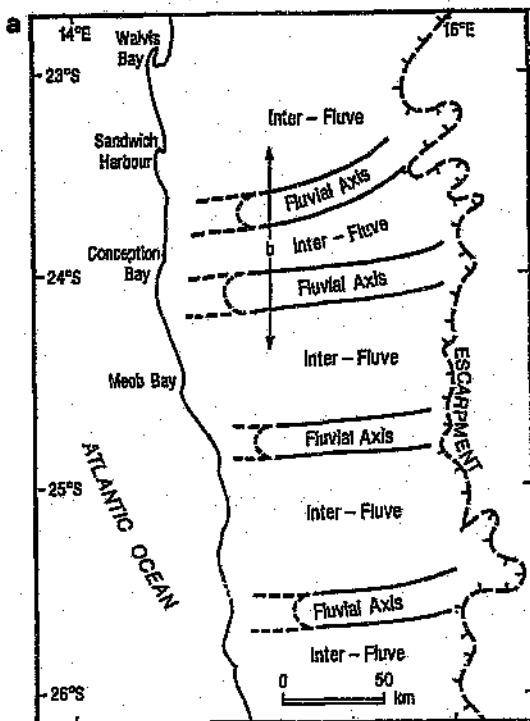 a
14°E
16°E
Walvis
Bay
23°S
Sandwich
Harbour
Inter – Fluve
Fluvial Axis
Inter – Fluve
b
Conception
Bay
24°S
Fluvial Axis
Inter – Fluve
Meob Bay
ESCARPMENT
Fluvial Axis
ATLANTIC OCEAN
25°S
Inter – Fluve
Fluvial Axis
Inter – Fluve
0 50
km
26°S